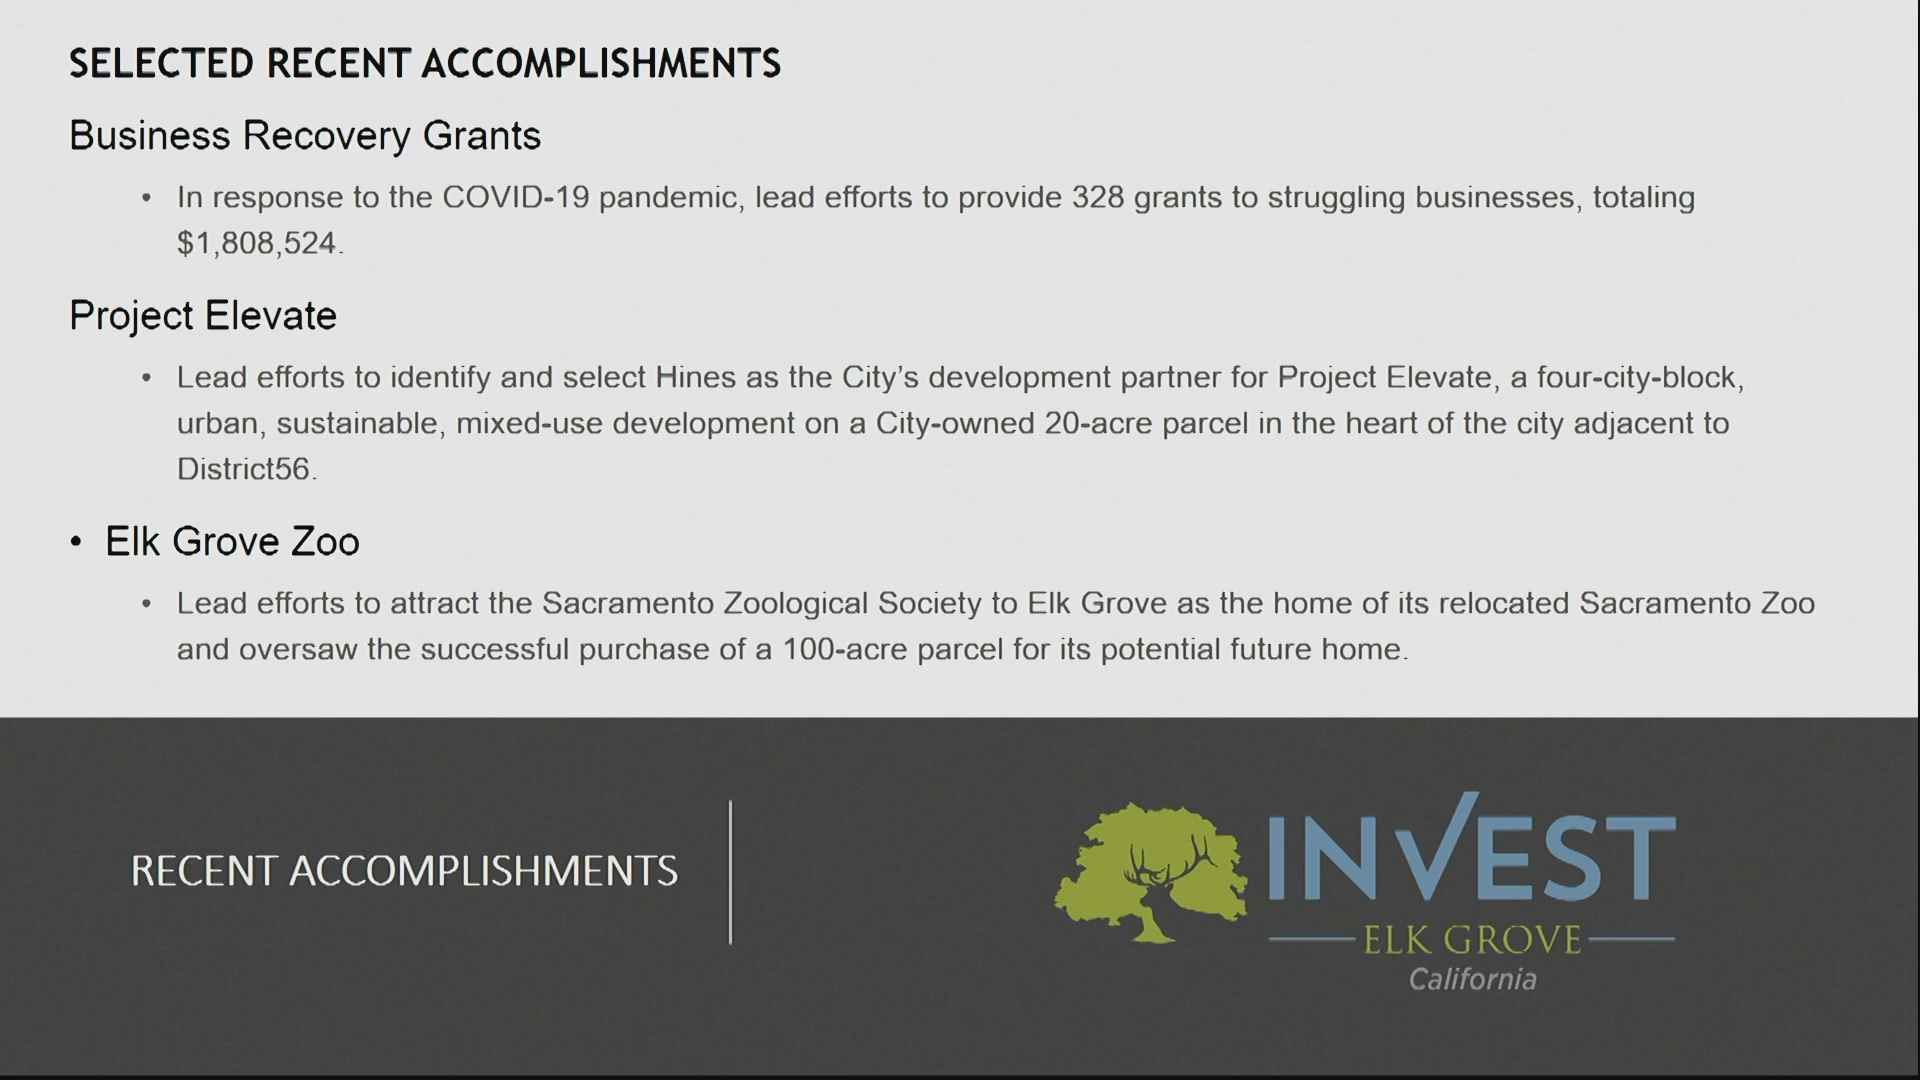 SELECTED RECENT ACCOMPLISHMENTS
Business Recovery Grants
• In response to the COVID-19 pandemic, lead efforts to provide 328 grants to struggling businesses, totaling
$1,808,524.
Project Elevate
• Lead efforts to identify and select Hines as the City’s development partner for Project Elevate, a four-city-block,
urban, sustainable, mixed-use development on a City-owned 20-acre parcel in the heart of the city adjacent to
District56.
• Elk Grove Zoo
• Lead efforts to attract the Sacramento Zoological Society to Elk Grove as the home of its relocated Sacramento Zoo
and oversaw the successful purchase of a 100-acre parcel for its potential future home.
RECENT ACCOMPLISHMENTS
INVEST
ELK GROVE
California